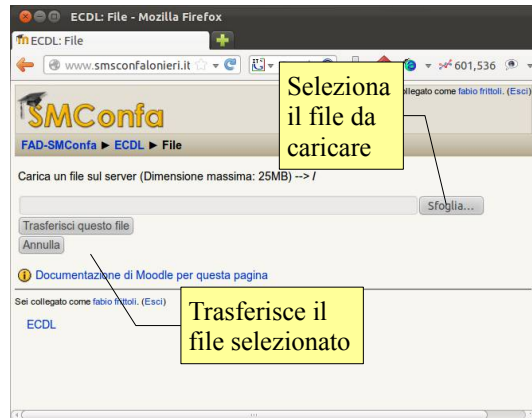 ECDL: File - Mozilla Firefox
ECDL: File
www.smsconfalonieri.it
601,536
Seleziona
il file da
caricare
llegato come fabio frittoli. (Esci)
SMConfa
FAD-SMConfa ► ECDL ► File
Carica un file sul server (Dimensione massima: 25MB) --> /
Sfoglia...
Trasferisci questo file
Annulla
Documentazione di Moodle per questa pagina
Sei collegato come fabio frittoli. (Esci)
Trasferisce il
file selezionato
ECDL